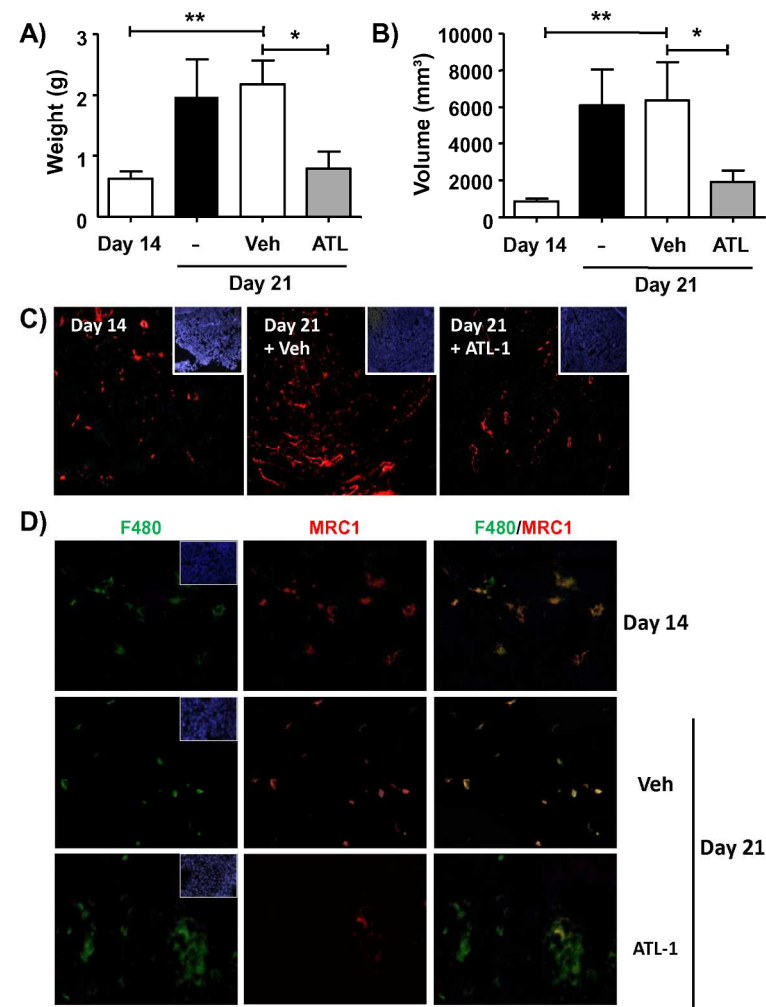 A)
**
*
Weight (g)
3
2
1
0
Day 14
-
Veh
ATL
Day 21
B)
**
*
Volume (mm³)
10000
8000
6000
4000
2000
0
Day 14
-
Veh
ATL
Day 21
C)
Day 14
Day 21
+ Veh
Day 21
+ ATL-1
D)
F480
MRC1
F480/MRC1
Day 14
Veh
Day 21
ATL-1